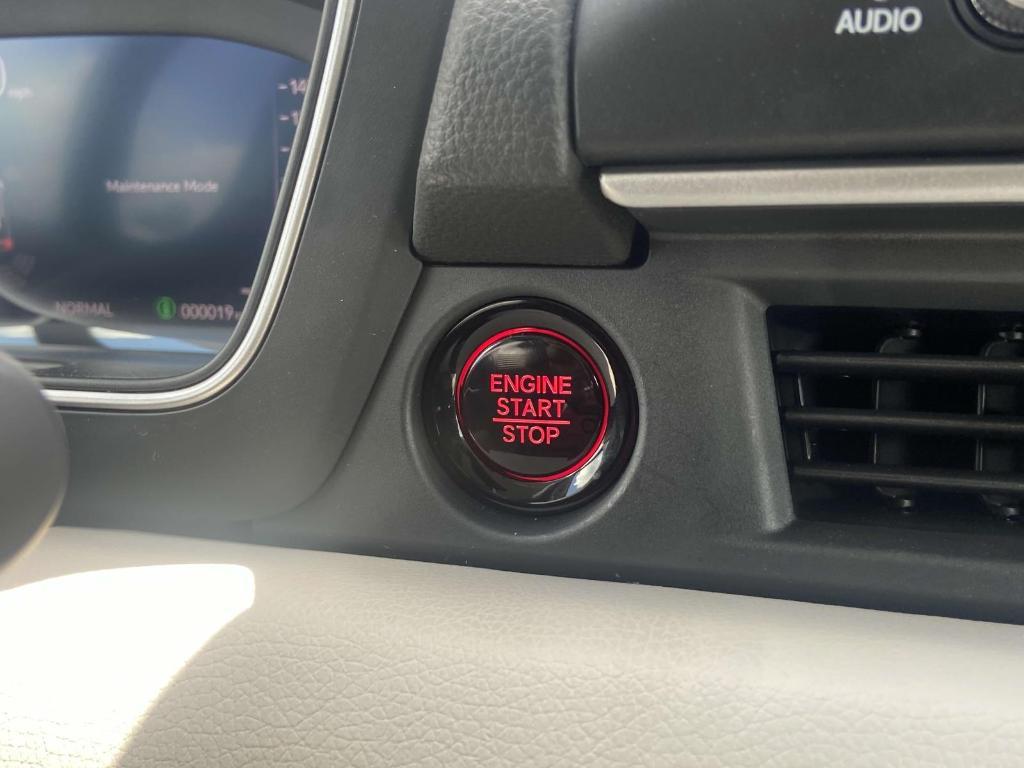 AUDIO
Maintenance Mode
NORMAL
000019
ENGINE
START
STOP